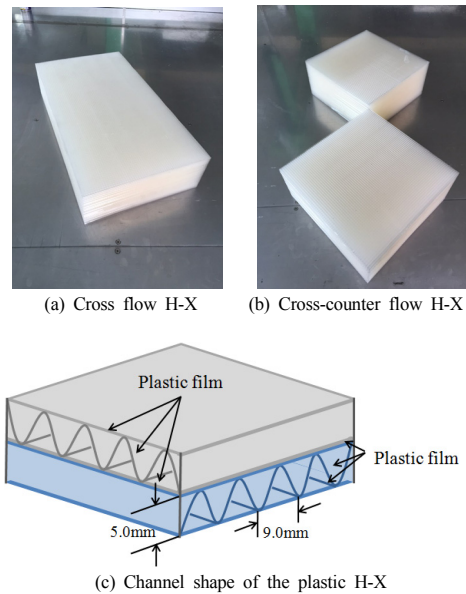 (a) Cross flow H-X
(b) Cross-counter flow H-X
Plastic film
Plastic film
5.0mm
9.0mm
(c) Channel shape of the plastic H-X